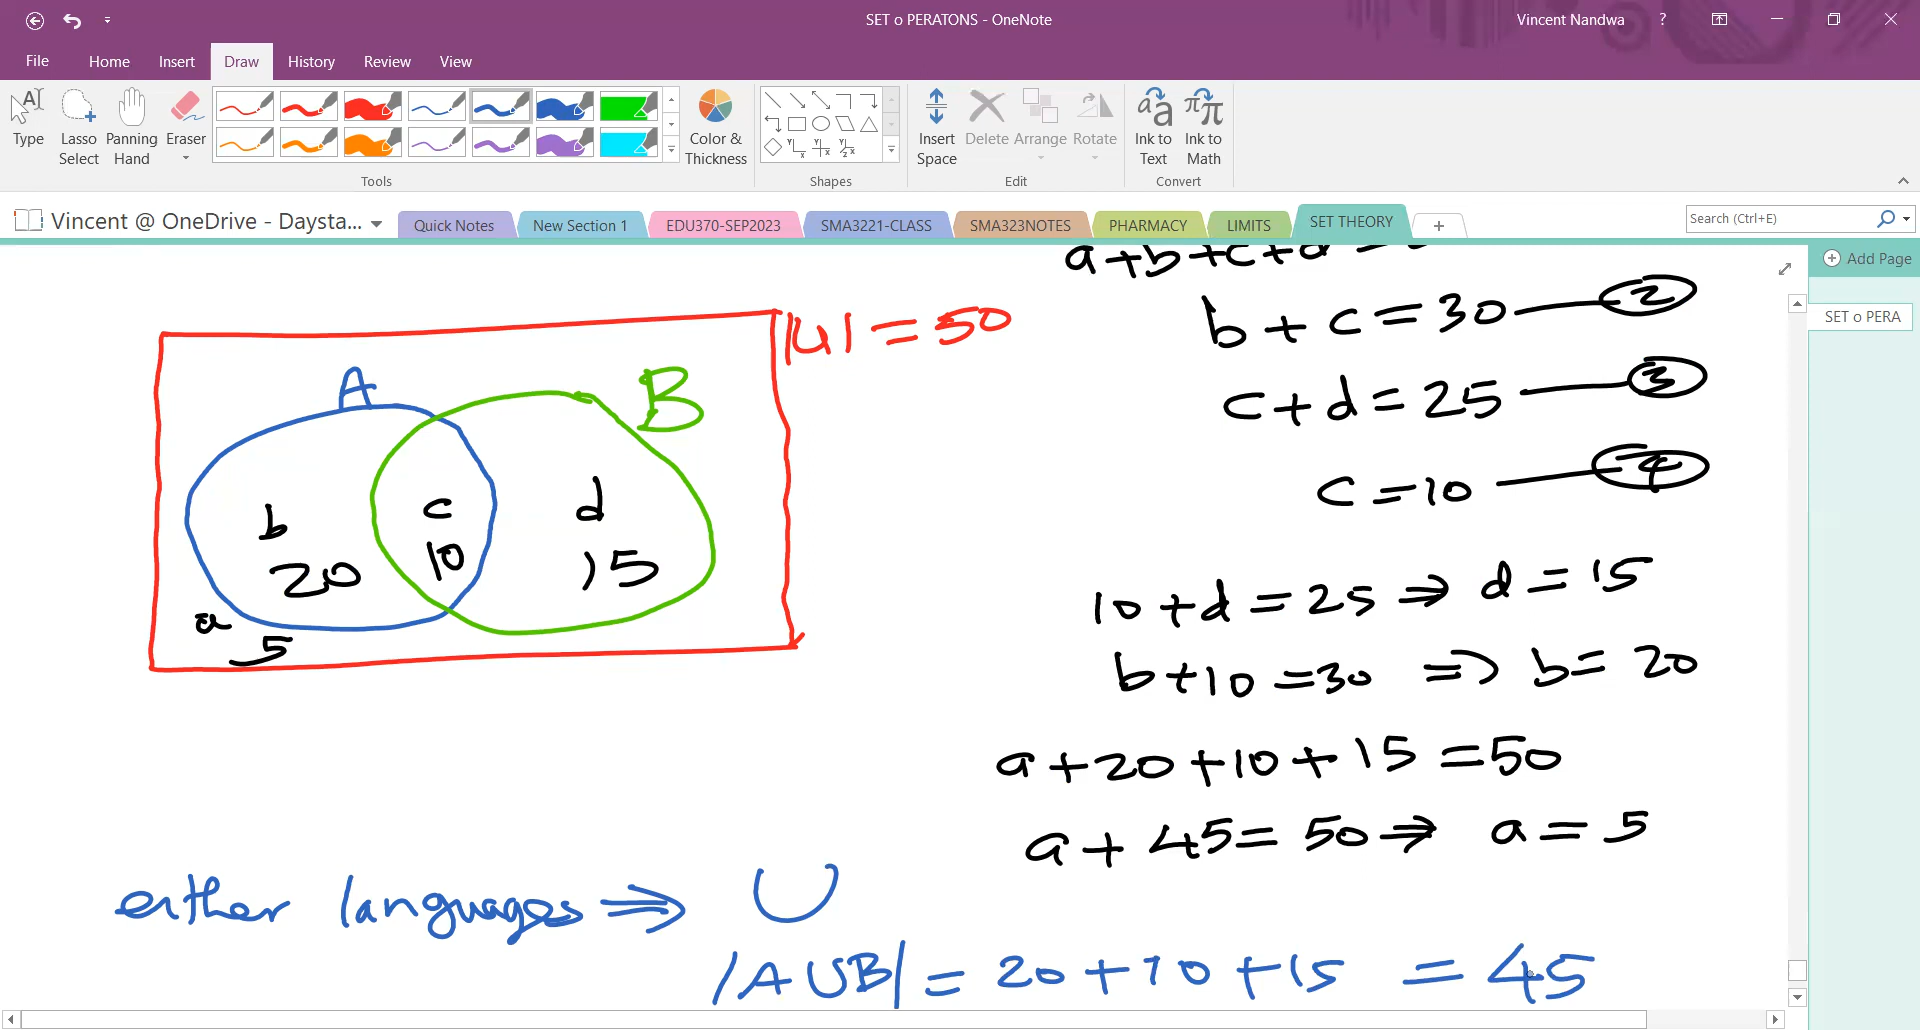 SET o PERATONS - OneNote
Vincent Nandwa
?
File Home Insert Draw History Review View
Type
Lasso Select
Panning Hand
Eraser
Color & Thickness
Insert Space
Delete
Arrange
Rotate
Ink to Text
Ink to Math
Tools
Shapes
Edit
Convert
Vincent @ OneDrive - Daysta...
Quick Notes
New Section 1
EDU370-SEP2023
SMA3221-CLASS
SMA323NOTES
PHARMACY
LIMITS
SET THEORY
+
Search (Ctrl+E)
Add Page
SET o PERA
a+b+c+d =
|U| = 50
b + c = 30 — 2
A
B
c + d = 25 — 3
c = 10 — 4
b
c
d
20
10
15
a
5
10 + d = 25 ⇒ d = 15
b + 10 = 30 ⇒ b = 20
a + 20 + 10 + 15 = 50
a + 45 = 50 ⇒ a = 5
either languages ⇒ U
|AUB| = 20 + 10 + 15 = 45